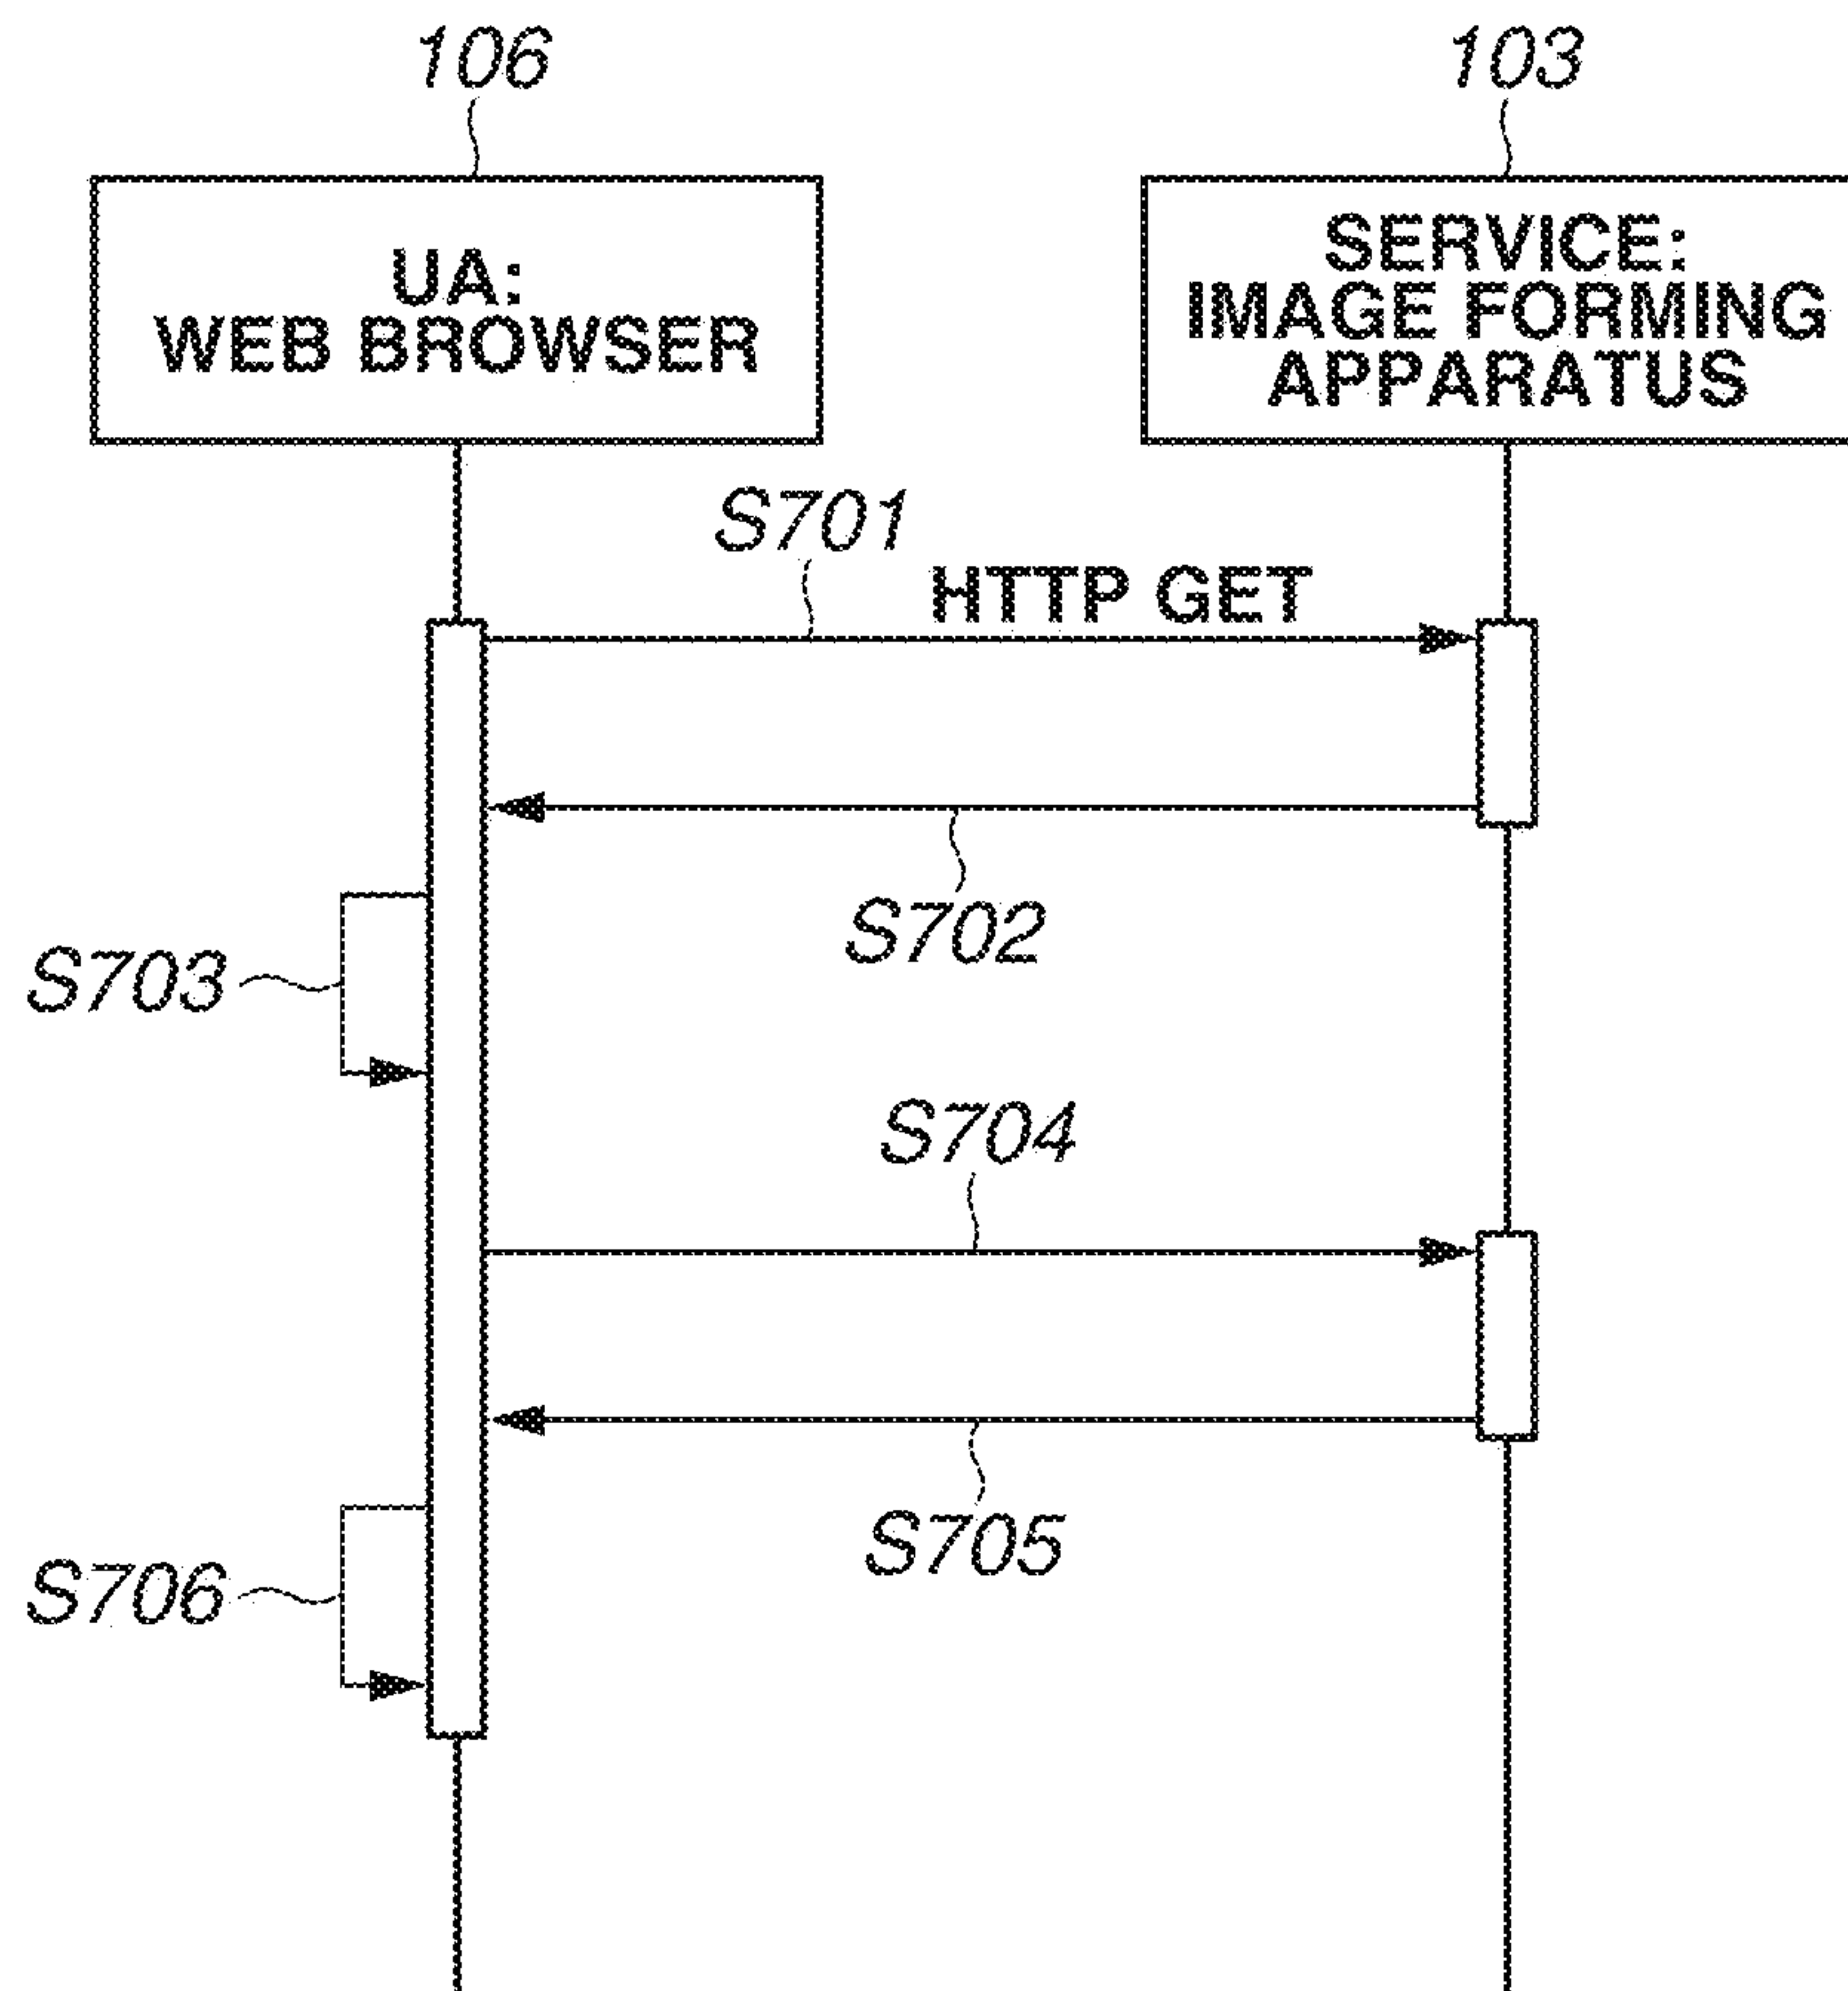 106
103
UA:
WEB BROWSER
SERVICE:
IMAGE FORMING
APPARATUS
S701
HTTP GET
S702
S703
S704
S705
S706